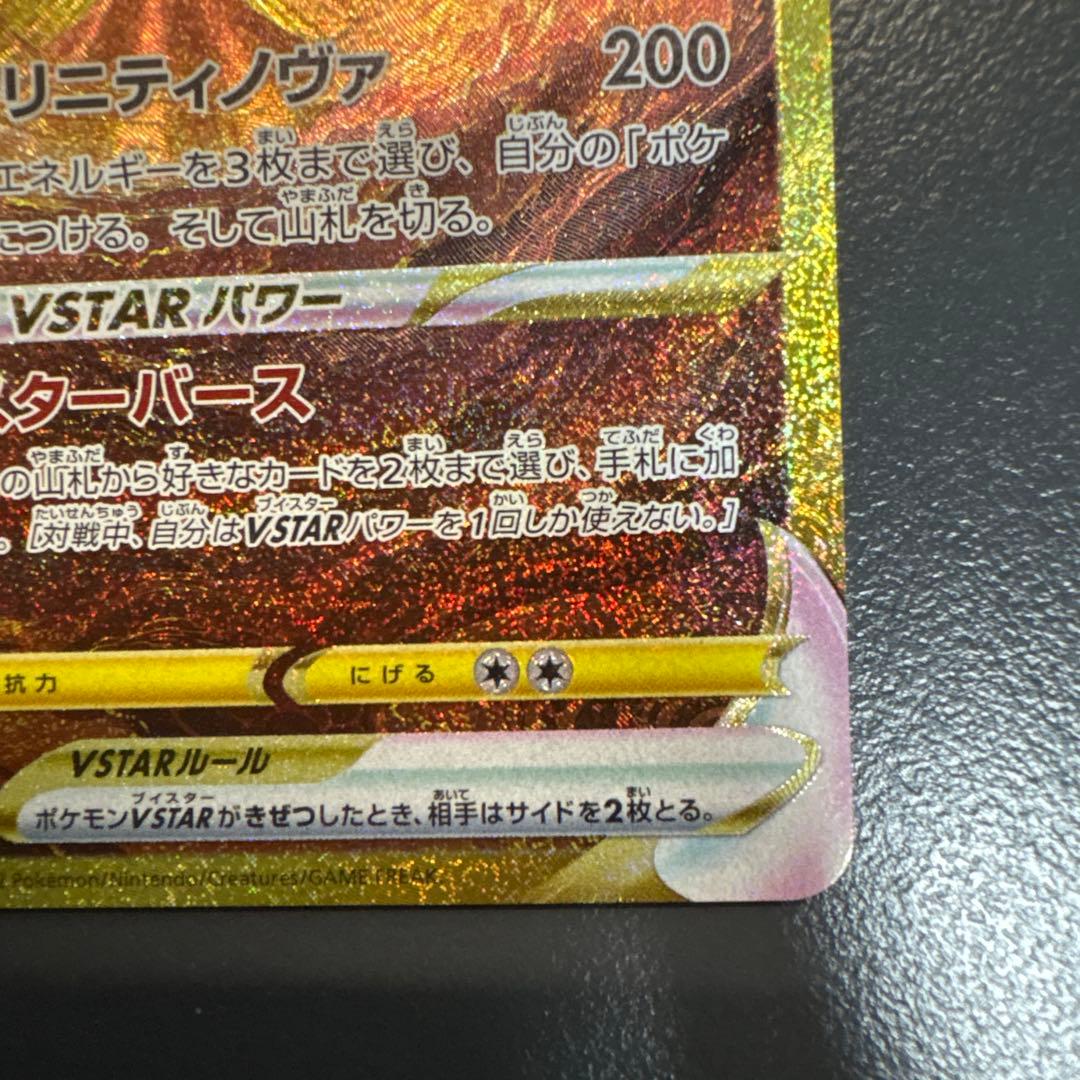 リニティノヴァ 200
エネルギーを3枚まで選び、自分の「ポケ
につける。そして山札を切る。
VSTARパワー
スターバース
の山札から好きなカードを2枚まで選び、手札に加
。[対戦中、自分はVSTARパワーを1回しか使えない。]
抗力 にげる
VSTARルール
ポケモンVSTARがきぜつしたとき、相手はサイドを2枚とる。
Pokémon/Nintendo/Creatures/GAME FREAK.